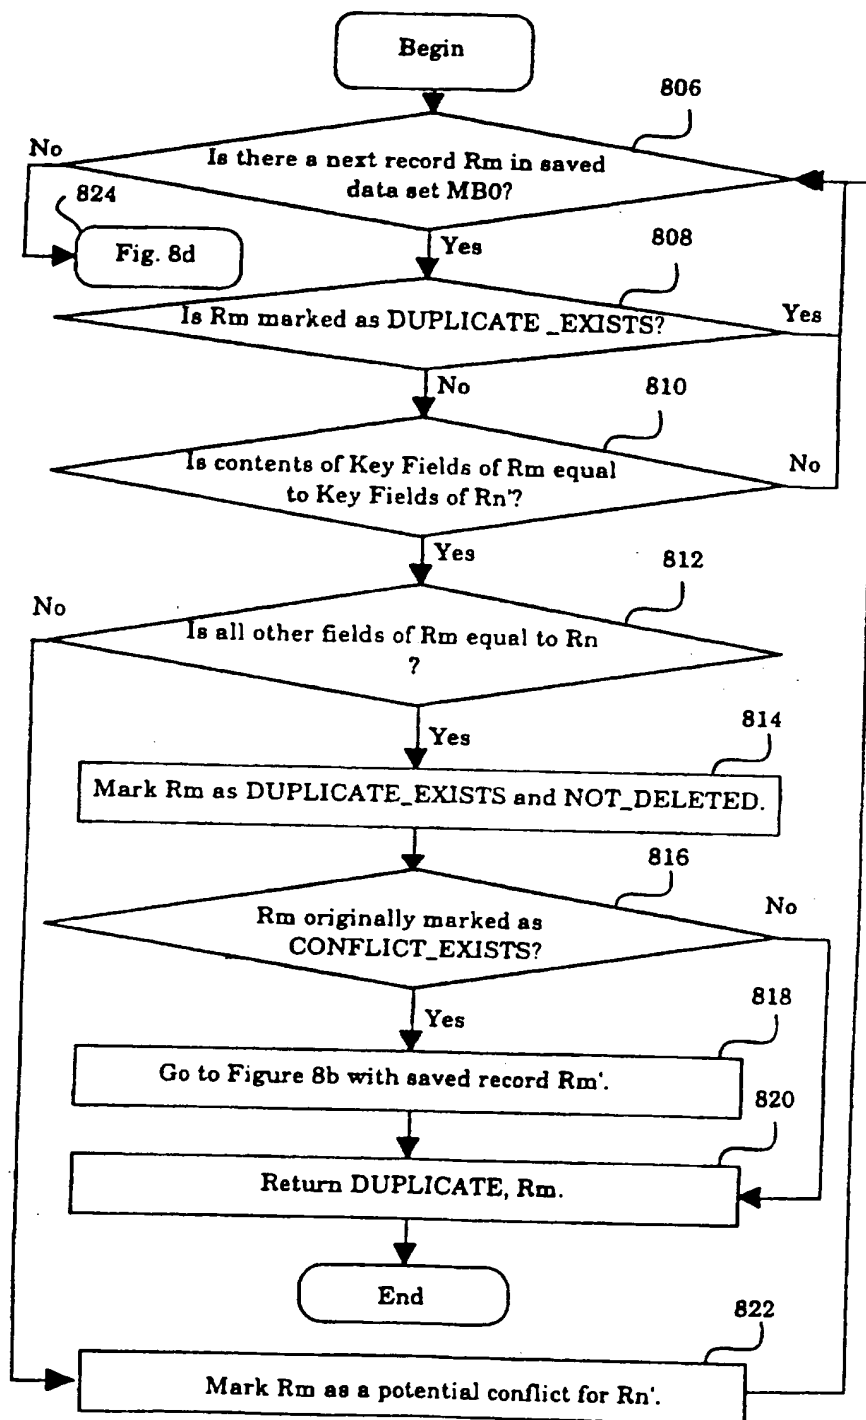 Begin
806
No
Is there a next record Rm in saved
data set MB0?
824
Fig. 8d
Yes
808
Is Rm marked as DUPLICATE_EXISTS?
Yes
No
810
Is contents of Key Fields of Rm equal
to Key Fields of Rn'?
No
Yes
812
No
Is all other fields of Rm equal to Rn
?
Yes
814
Mark Rm as DUPLICATE_EXISTS and NOT_DELETED.
816
Rm originally marked as
CONFLICT_EXISTS?
No
Yes
818
Go to Figure 8b with saved record Rm'.
820
Return DUPLICATE, Rm.
End
822
Mark Rm as a potential conflict for Rn'.